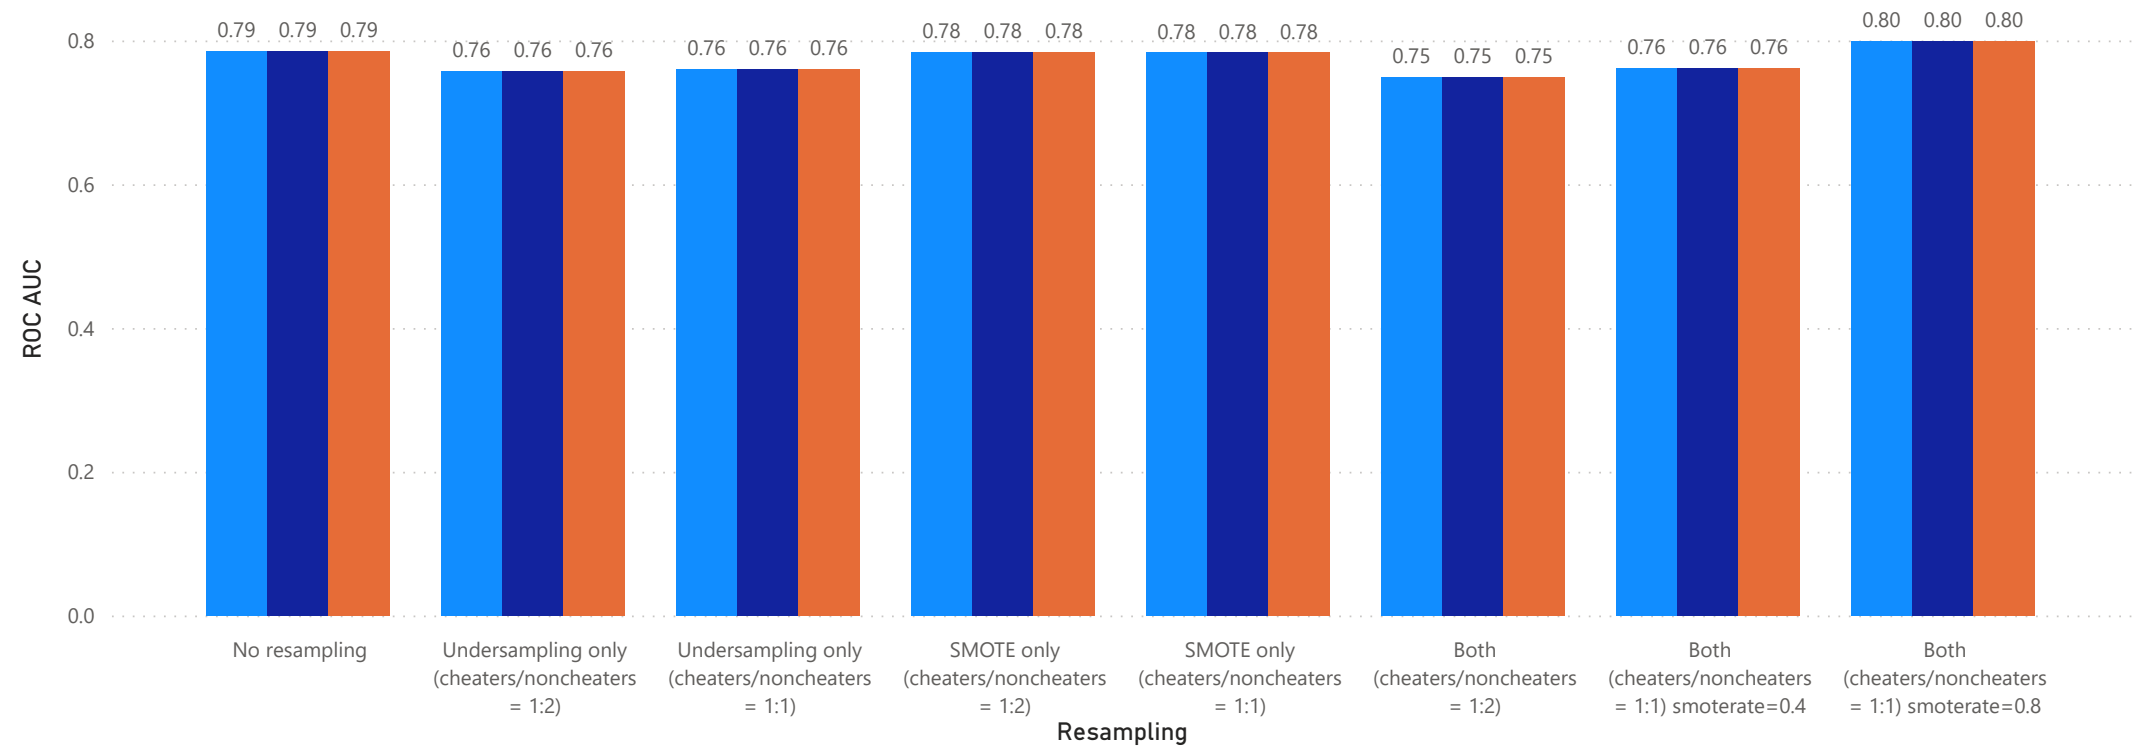 0.79 0.79 0.79
0.76 0.76 0.76
0.76 0.76 0.76
0.78 0.78 0.78
0.78 0.78 0.78
0.75 0.75 0.75
0.76 0.76 0.76
0.80 0.80 0.80
0.8
0.6
0.4
0.2
0.0
ROC AUC
No resampling
Undersampling only
(cheaters/noncheaters
= 1:2)
Undersampling only
(cheaters/noncheaters
= 1:1)
SMOTE only
(cheaters/noncheaters
= 1:2)
SMOTE only
(cheaters/noncheaters
= 1:1)
Both
(cheaters/noncheaters
= 1:2)
Both
(cheaters/noncheaters
= 1:1) smoterate=0.4
Both
(cheaters/noncheaters
= 1:1) smoterate=0.8
Resampling